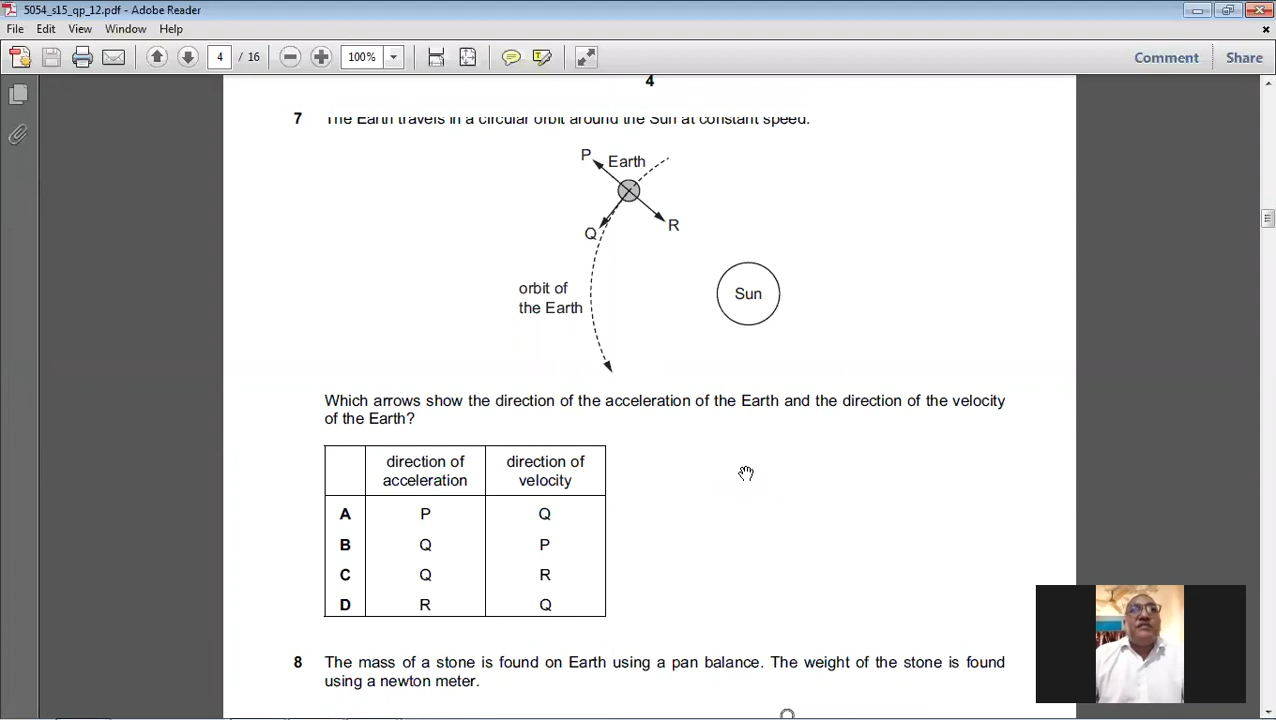 5054_s15_qp_12.pdf - Adobe Reader
File Edit View Window Help
4 / 16 100% Comment Share
4
7 The Earth travels in a circular orbit around the Sun at constant speed.
P Earth
R
Q
orbit of
the Earth
Sun
Which arrows show the direction of the acceleration of the Earth and the direction of the velocity
of the Earth?
direction of
acceleration
direction of
velocity
A P Q
B Q P
C Q R
D R Q
8 The mass of a stone is found on Earth using a pan balance. The weight of the stone is found
using a newton meter.